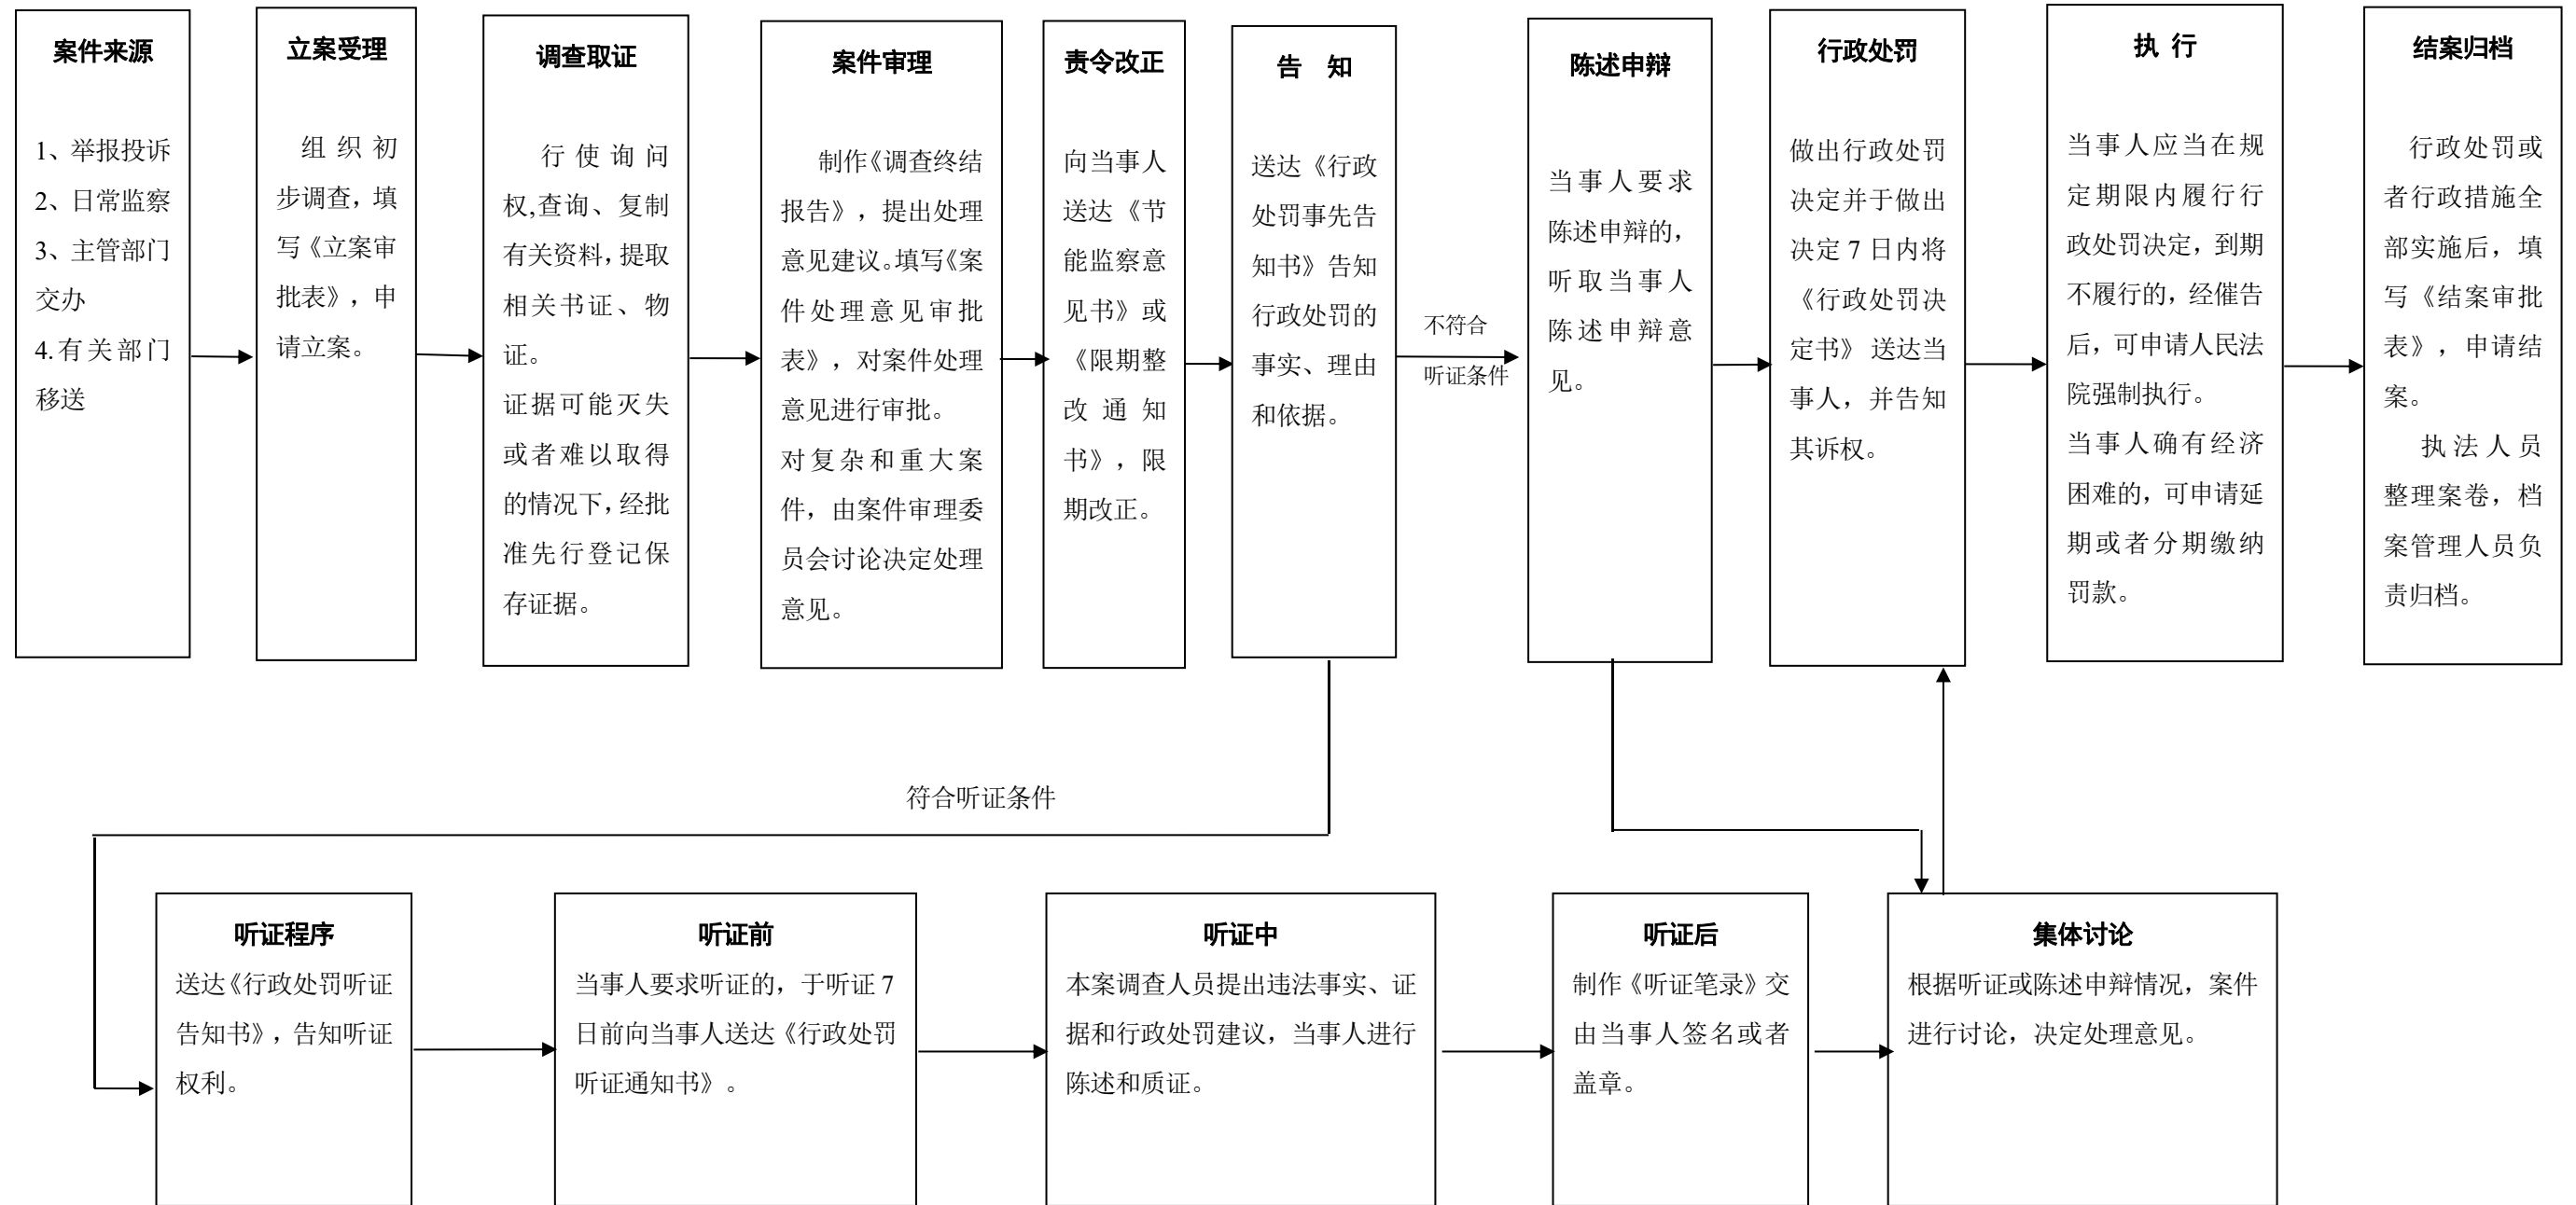 案件来源
1、举报投诉
2、日常监察
3、主管部门
交办
4.有关部门
移送
立案受理
组织初
步调查，填
写《立案审
批表》，申
请立案。
调查取证
行使询问
权,查询、复制
有关资料，提取
相关书证、物
证。
证据可能灭失
或者难以取得
的情况下，经批
准先行登记保
存证据。
案件审理
制作《调查终结
报告》，提出处理
意见建议。填写《案
件处理意见审批
表》，对案件处理
意见进行审批。
对复杂和重大案
件，由案件审理委
员会讨论决定处理
意见。
责令改正
向当事人
送达《节
能监察意
见书》或
《限期整
改通知
书》，限
期改正。
告 知
送达《行政
处罚事先告
知书》告知
行政处罚的
事实、理由
和依据。
不符合
听证条件
陈述申辩
当事人要求
陈述申辩的，
听取当事人
陈述申辩意
见。
行政处罚
做出行政处罚
决定并于做出
决定 7 日内将
《行政处罚决
定书》 送达当
事人，并告知
其诉权。
执 行
当事人应当在规
定期限内履行行
政处罚决定，到期
不履行的，经催告
后，可申请人民法
院强制执行。
当事人确有经济
困难的，可申请延
期或者分期缴纳
罚款。
结案归档
行政处罚或
者行政措施全
部实施后，填
写《结案审批
表》，申请结
案。
执法人员
整理案卷，档
案管理人员负
责归档。
符合听证条件
听证程序
送达《行政处罚听证
告知书》，告知听证
权利。
听证前
当事人要求听证的，于听证 7
日前向当事人送达《行政处罚
听证通知书》。
听证中
本案调查人员提出违法事实、证
据和行政处罚建议，当事人进行
陈述和质证。
听证后
制作《听证笔录》交
由当事人签名或者
盖章。
集体讨论
根据听证或陈述申辩情况，案件
进行讨论，决定处理意见。